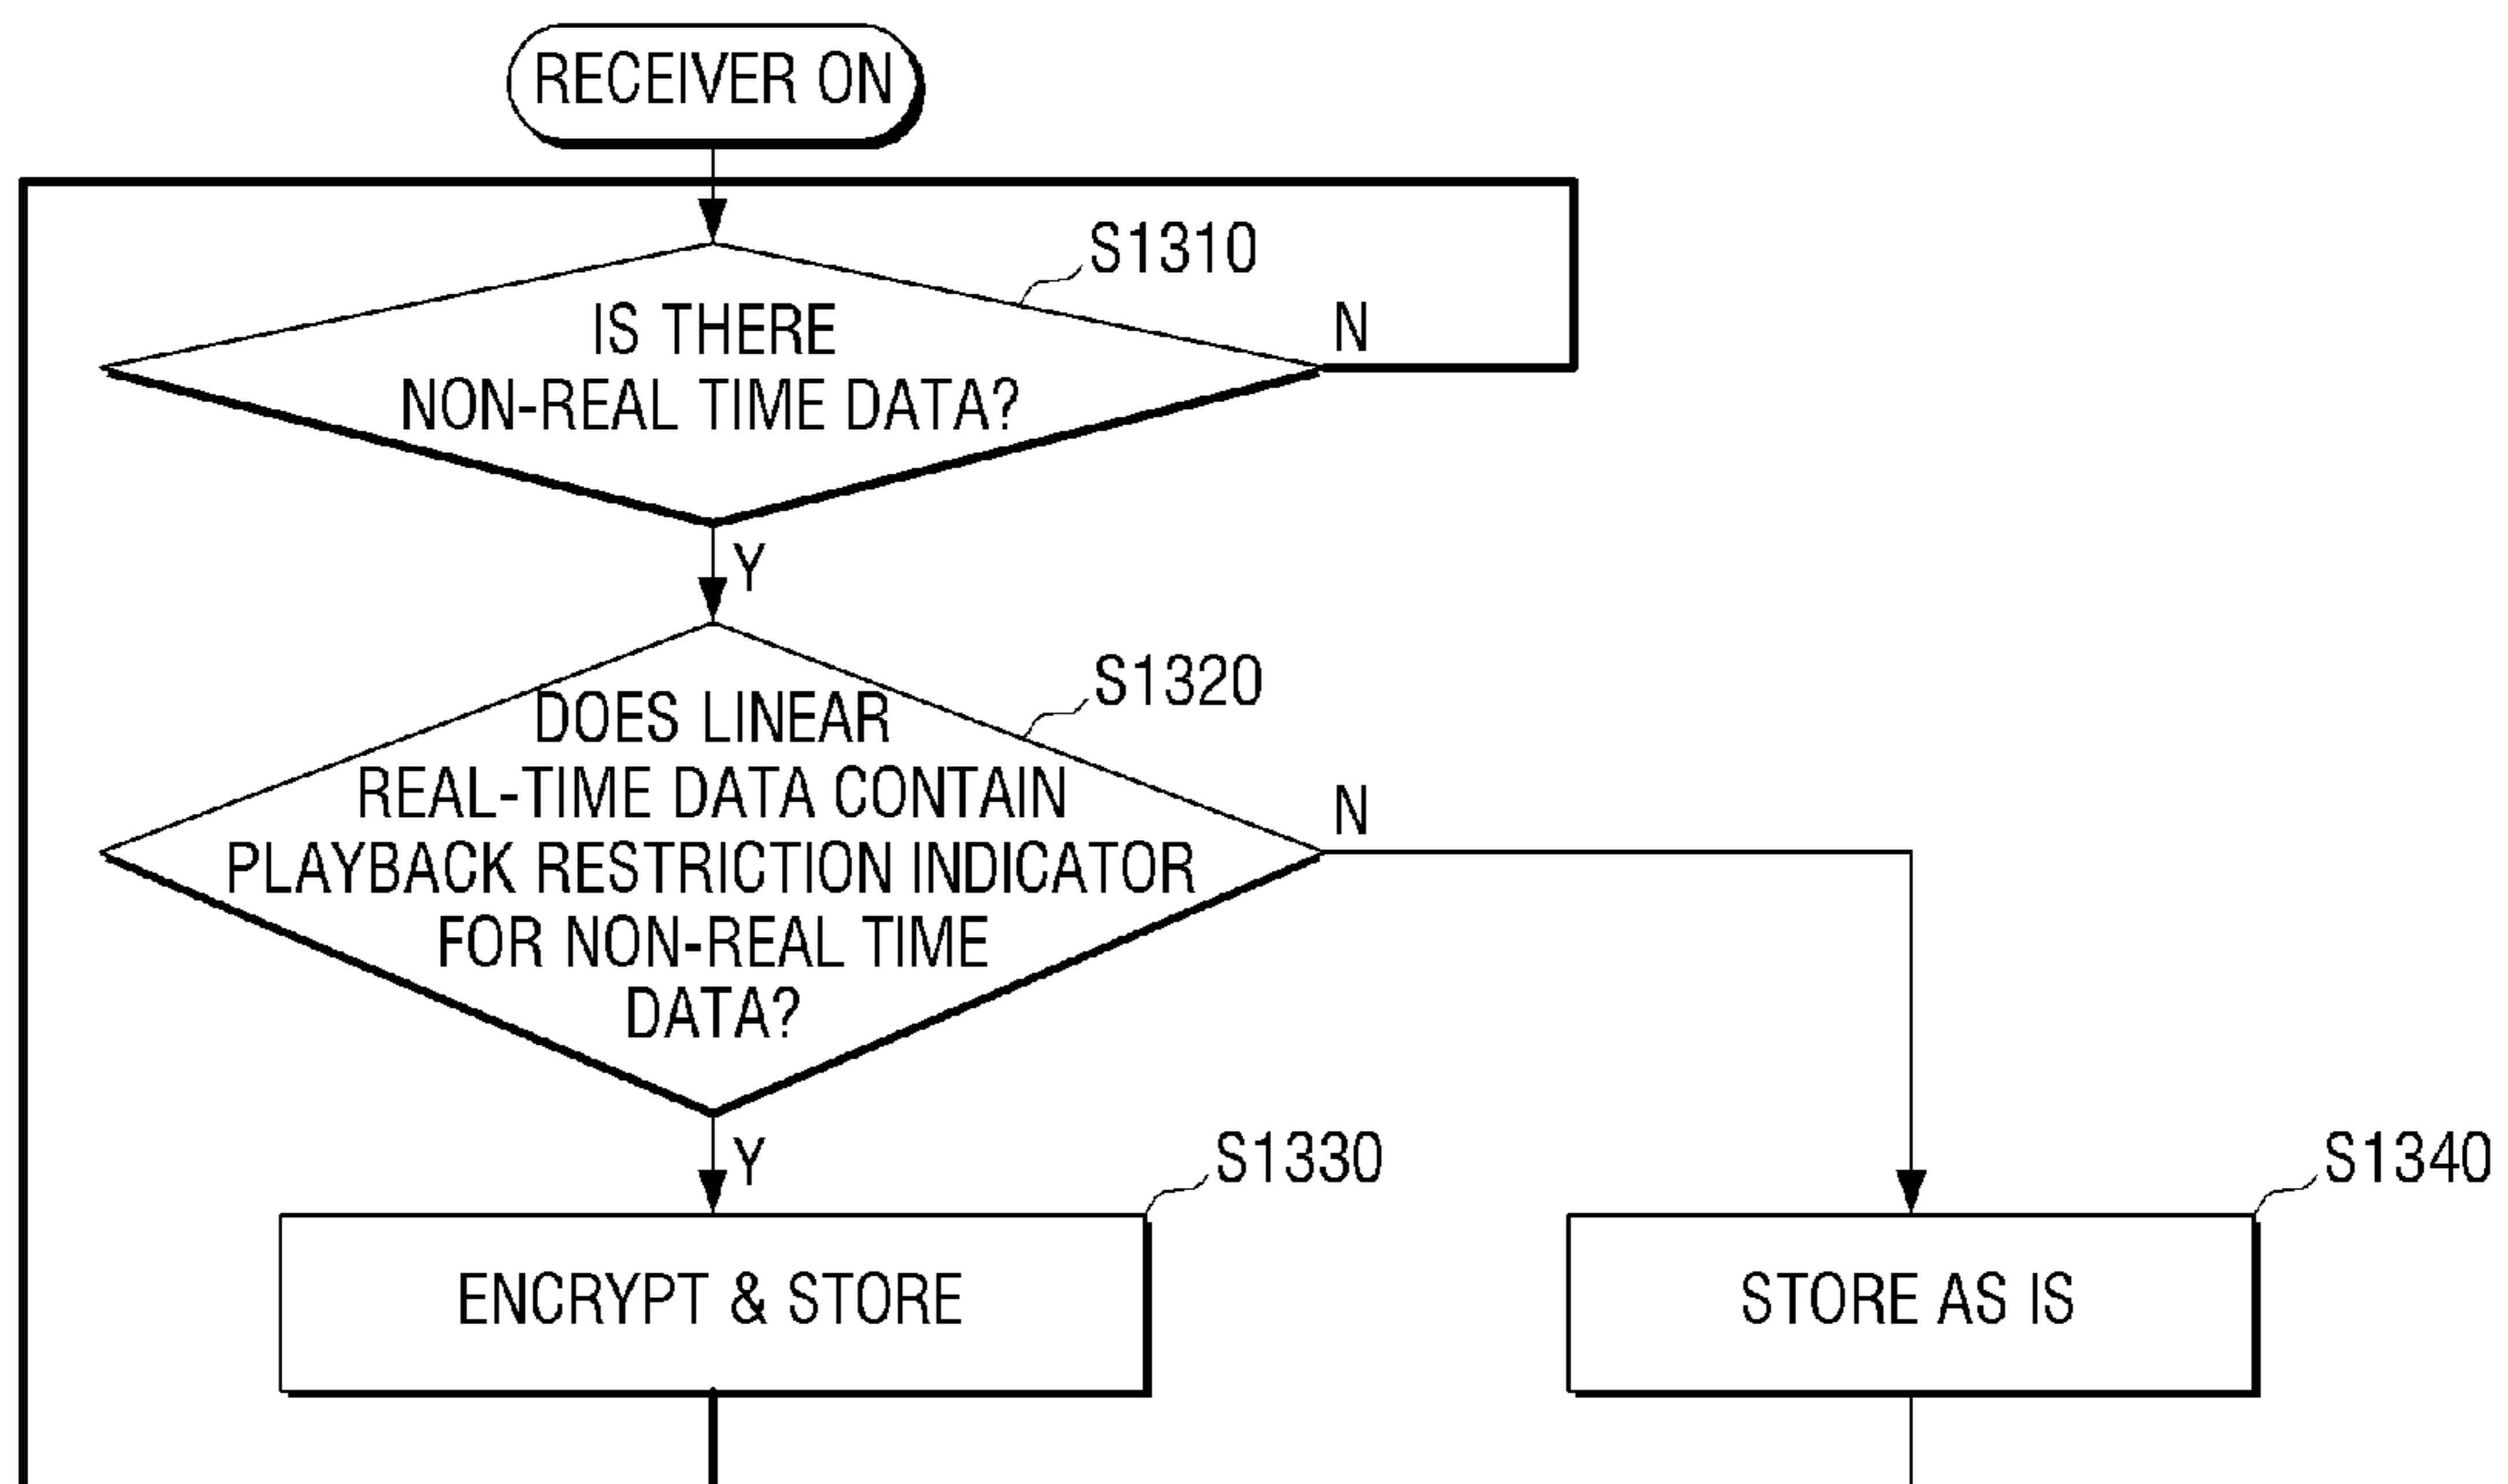 RECEIVER ON
S1310
IS THERE
NON-REAL TIME DATA?
N
Y
S1320
DOES LINEAR
REAL-TIME DATA CONTAIN
PLAYBACK RESTRICTION INDICATOR
FOR NON-REAL TIME
DATA?
N
Y
S1330
ENCRYPT & STORE
S1340
STORE AS IS